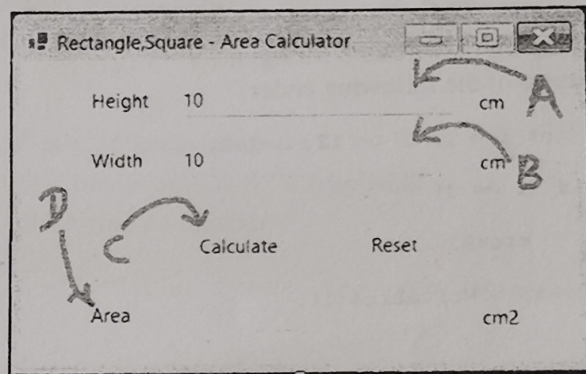 Rectangle,Square - Area Calculator
Height 10 cm A
Width 10 cm B
D
C Calculate Reset
Area cm2